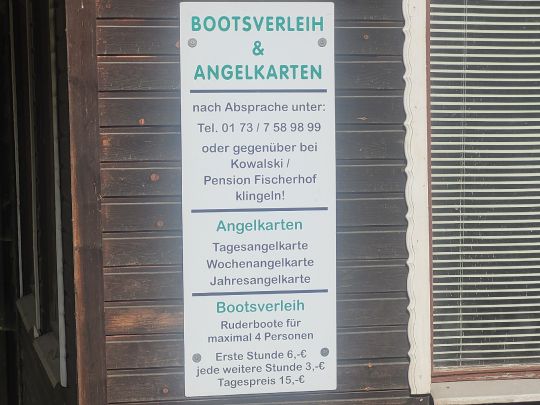 BOOTSVERLEIH
&
ANGELKARTEN
nach Absprache unter:
Tel. 01 73 / 7 58 98 99
oder gegenüber bei
Kowalski /
Pension Fischerhof
klingeln!
Angelkarten
Tagesangelkarte
Wochenangelkarte
Jahresangelkarte
Bootsverleih
Ruderboote für
maximal 4 Personen
Erste Stunde 6,-€
jede weitere Stunde 3,-€
Tagespreis 15,-€